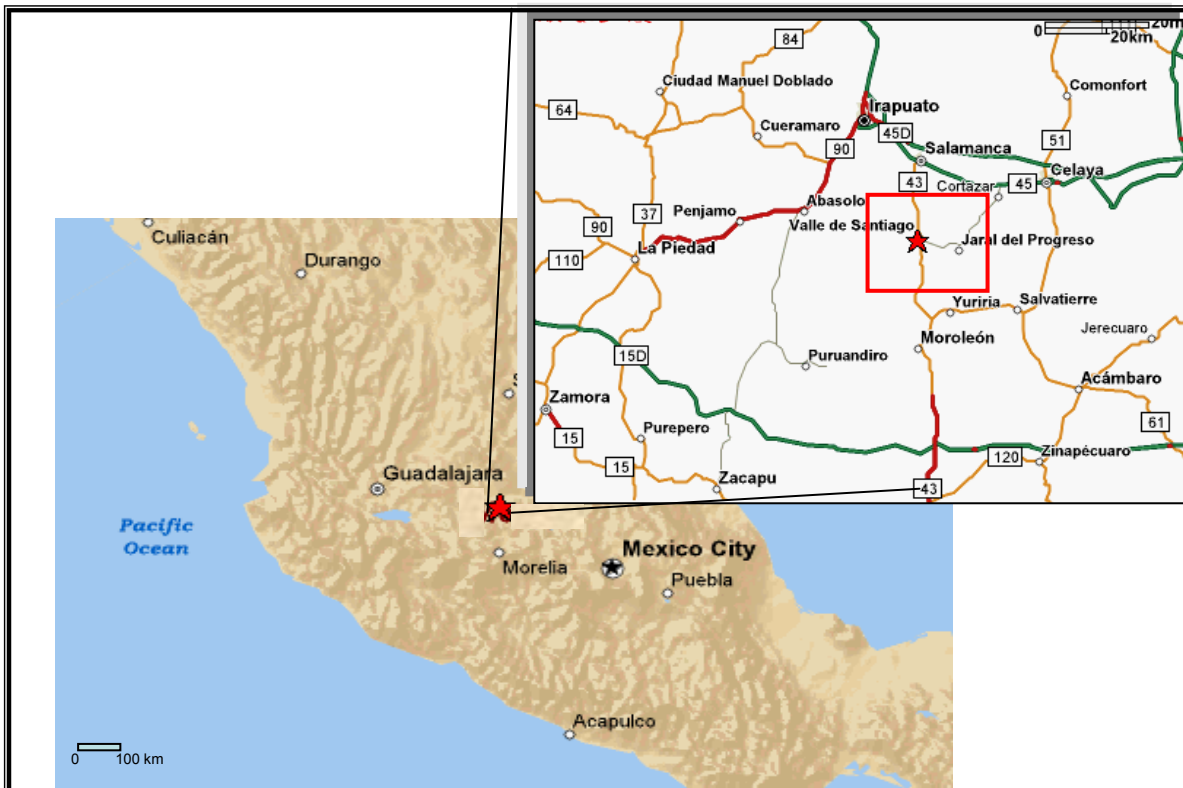 20m
0
20km
84
Ciudad Manuel Doblado
Comonfort
64
Irapuato
Cueramaro
45D
51
90
Salamanca
Celaya
43
Cortazar
45
Abasolo
37
Penjamo
Valle de Santiago
90
La Piedad
Jaral del Progreso
110
Yuriria
Salvatierre
Moroleón
Jerecuaro
15D
Puruandiro
Acámbaro
Zamora
61
Purepero
15
15
120
Zinapécuaro
Zacapu
43
Culiacán
Durango
Guadalajara
Pacific
Ocean
Mexico City
Morelia
Puebla
Acapulco
0
100 km